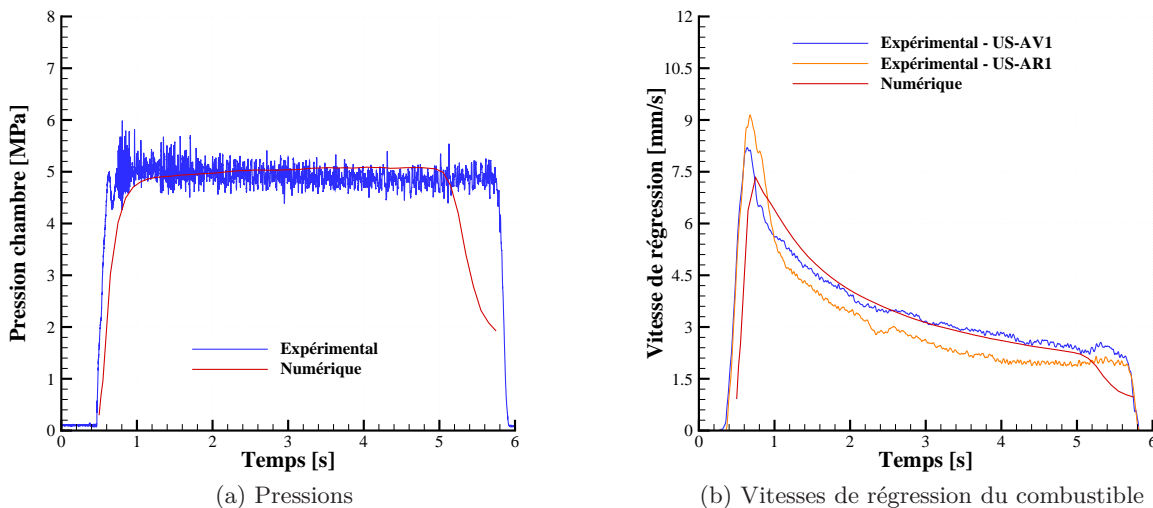 Pression chambre [MPa]
8
7
6
5
4
3
2
1
0
0 1 2 3 4 5 6
Temps [s]
Expérimental
Numérique
(a) Pressions
Vitesse de régression [mm/s]
12
10.5
9
7.5
6
4.5
3
1.5
0
0 1 2 3 4 5 6
Temps [s]
Expérimental - US-AV1
Expérimental - US-AR1
Numérique
(b) Vitesses de régression du combustible